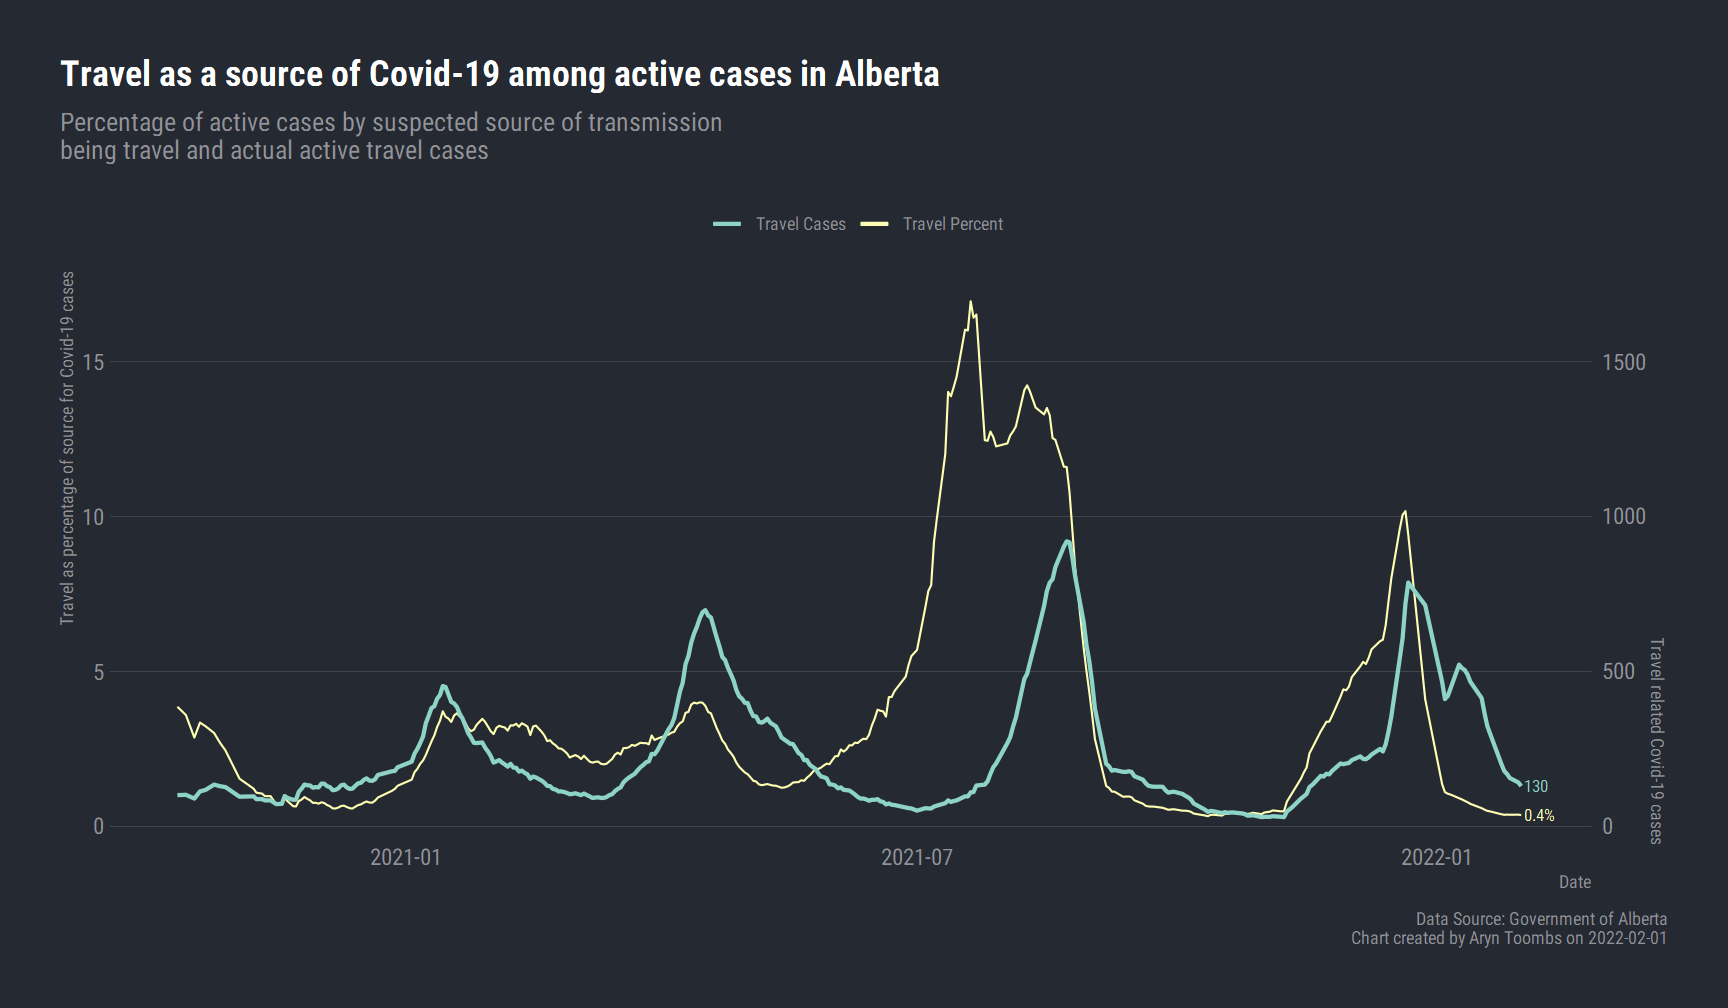 Travel as a source of Covid-19 among active cases in Alberta
Percentage of active cases by suspected source of transmission
being travel and actual active travel cases
Travel Cases
Travel Percent
Travel as percentage of source for Covid-19 cases
15
10
5
0
1500
1000
500
0
Travel related Covid-19 cases
130
0.4%
2021-01
2021-07
2022-01
Date
Data Source: Government of Alberta
Chart created by Aryn Toombs on 2022-02-01